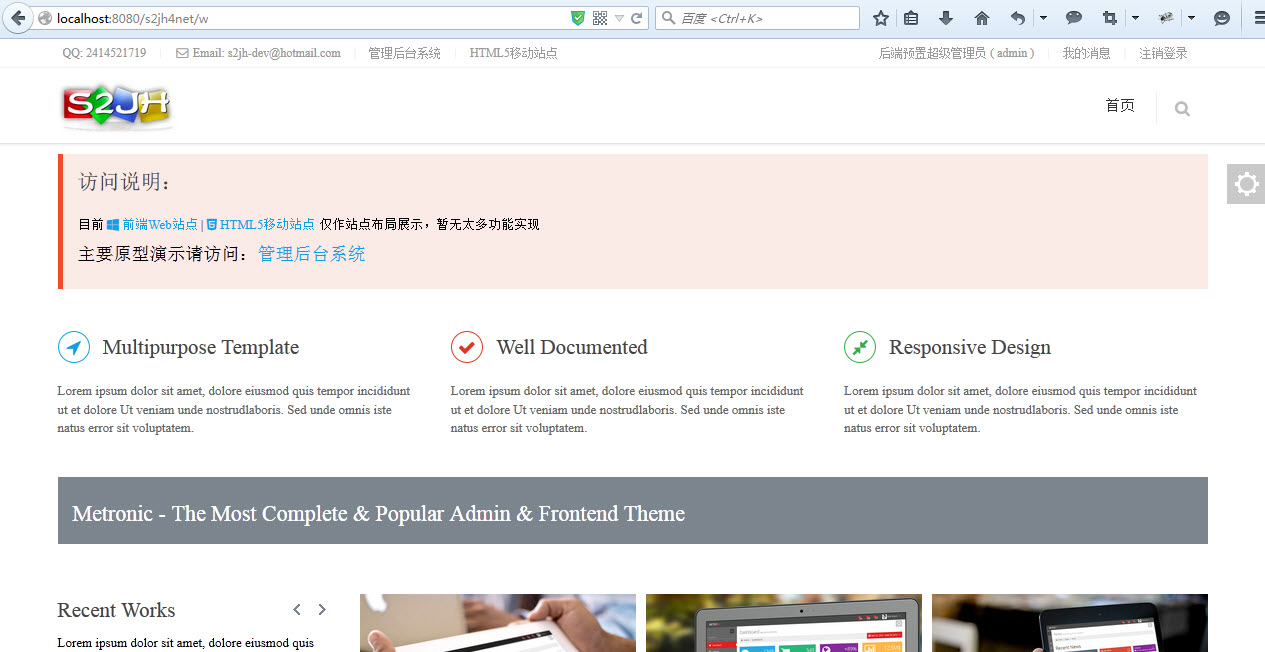 localhost:8080/s2jh4net/w
百度 <Ctrl+K>
QQ: 2414521719
Email: s2jh-dev@hotmail.com
管理后台系统
HTML5移动站点
后端预置超级管理员 ( admin )
我的消息
注销登录
S2JH
首页
访问说明：
目前 前端Web站点 | HTML5移动站点 仅作站点布局展示，暂无太多功能实现
主要原型演示请访问：管理后台系统
Multipurpose Template
Lorem ipsum dolor sit amet, dolore eiusmod quis tempor incididunt
ut et dolore Ut veniam unde nostrudlaboris. Sed unde omnis iste
natus error sit voluptatem.
Well Documented
Lorem ipsum dolor sit amet, dolore eiusmod quis tempor incididunt
ut et dolore Ut veniam unde nostrudlaboris. Sed unde omnis iste
natus error sit voluptatem.
Responsive Design
Lorem ipsum dolor sit amet, dolore eiusmod quis tempor incididunt
ut et dolore Ut veniam unde nostrudlaboris. Sed unde omnis iste
natus error sit voluptatem.
Metronic - The Most Complete & Popular Admin & Frontend Theme
Recent Works
Lorem ipsum dolor sit amet, dolore eiusmod quis
Dashboard